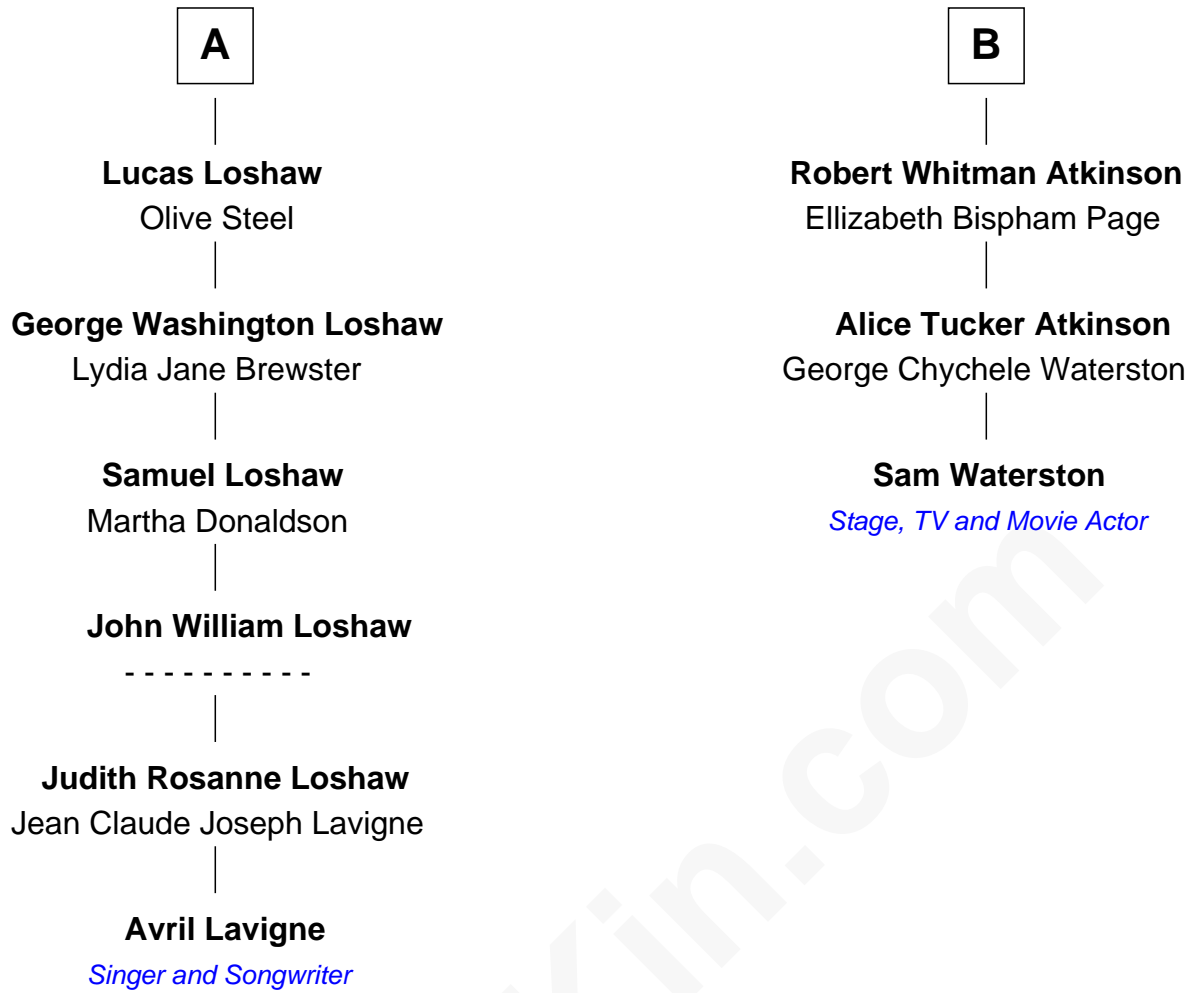 A
Lucas Loshaw
Olive Steel
George Washington Loshaw
Lydia Jane Brewster
Samuel Loshaw
Martha Donaldson
John William Loshaw
- - - - - - - - - -
Judith Rosanne Loshaw
Jean Claude Joseph Lavigne
Avril Lavigne
Singer and Songwriter
B
Robert Whitman Atkinson
Ellizabeth Bispham Page
Alice Tucker Atkinson
George Chychele Waterston
Sam Waterston
Stage, TV and Movie Actor